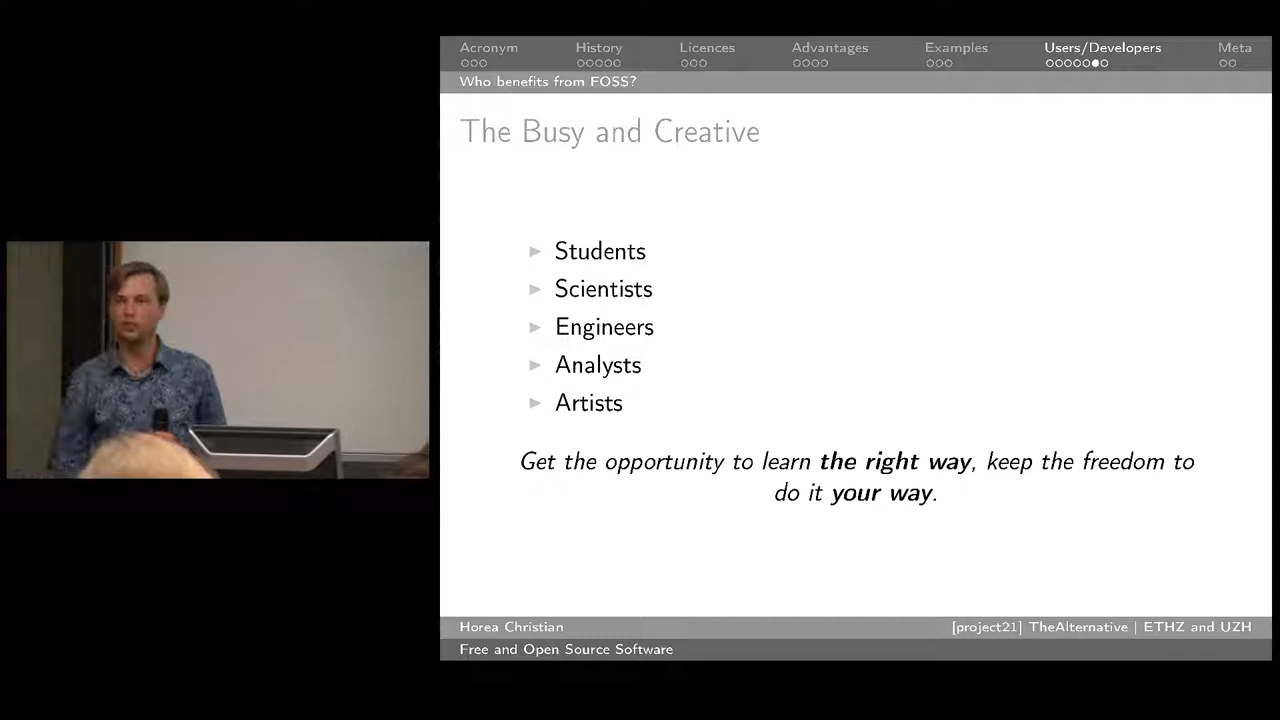 Acronym History Licences Advantages Examples Users/Developers Meta
Who benefits from FOSS?
The Busy and Creative
Students
Scientists
Engineers
Analysts
Artists
Get the opportunity to learn the right way, keep the freedom to
do it your way.
Horea Christian [project21] TheAlternative | ETHZ and UZH
Free and Open Source Software